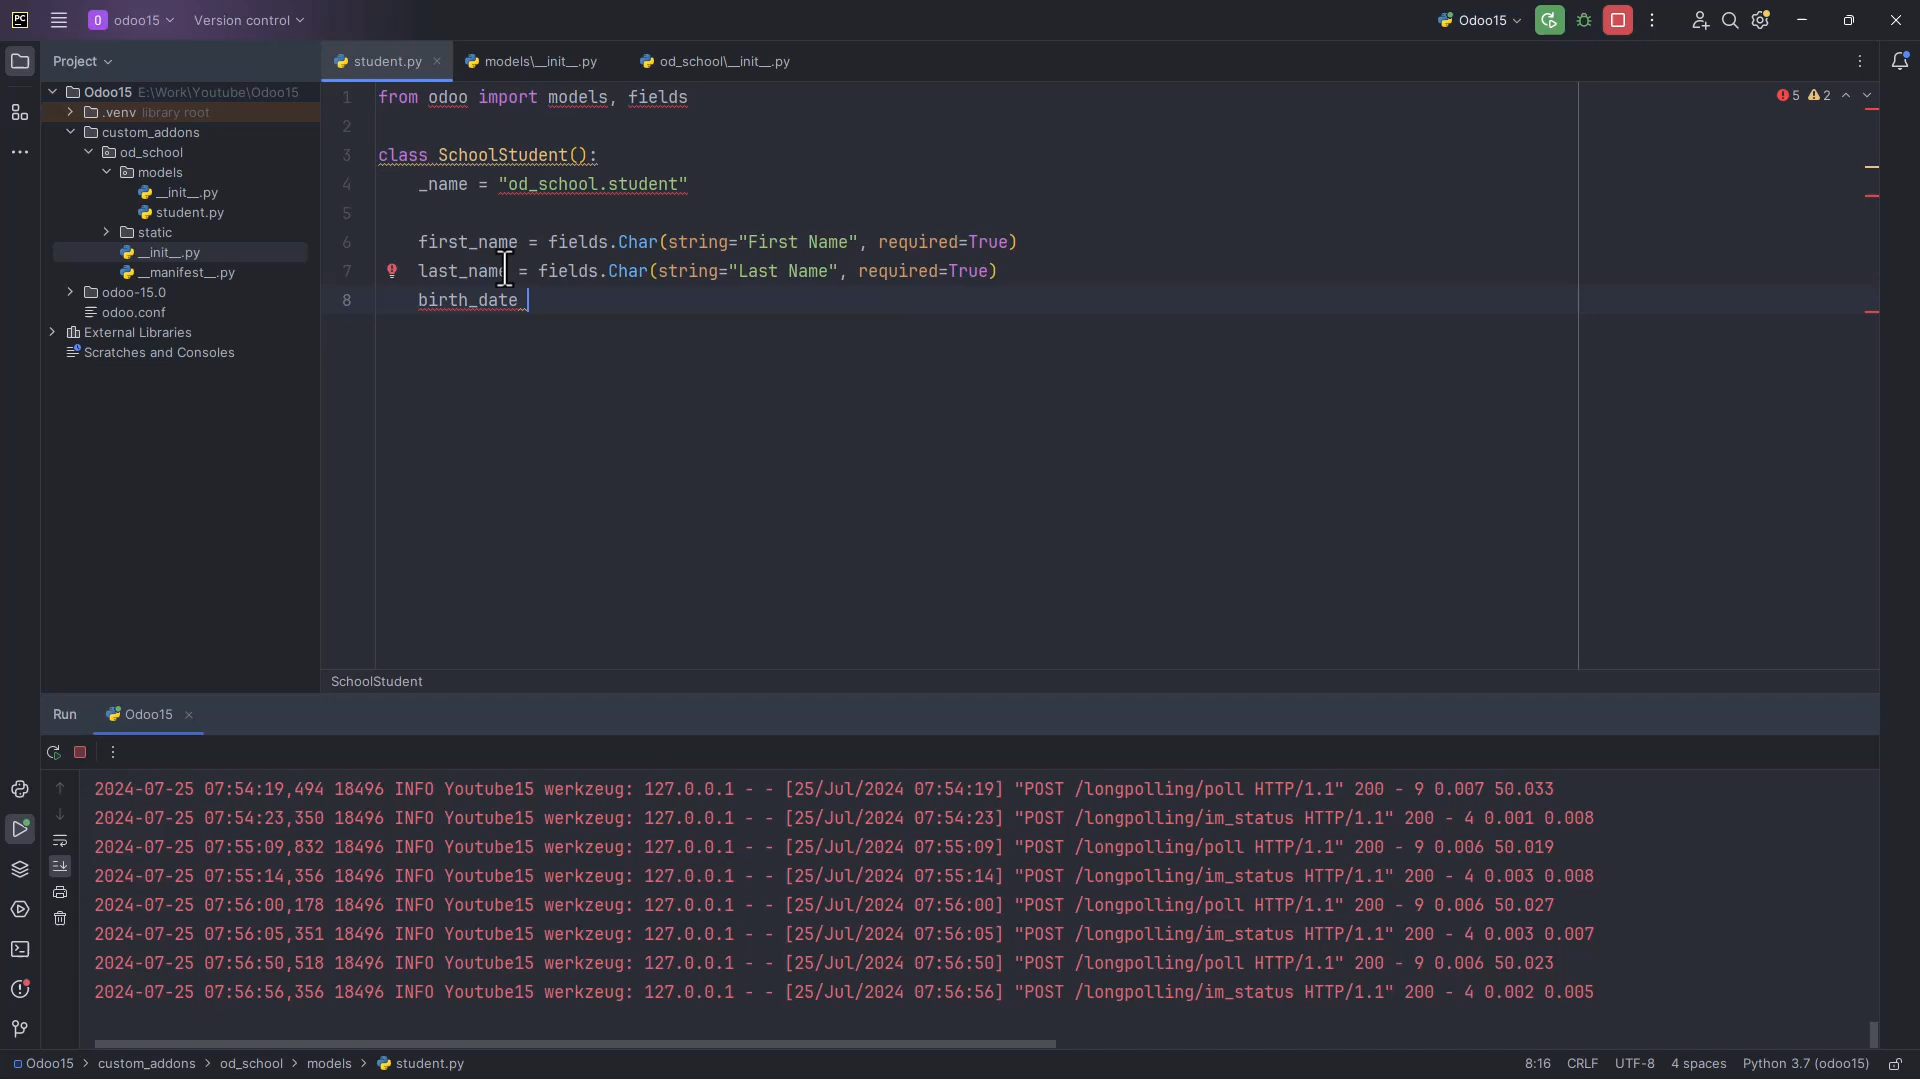 PC O odoo15 Version control Odoo15
Project
student.py models\__init__.py od_school\__init__.py
Odoo15 E:\Work\Youtube\Odoo15
.venv library root
custom_addons
od_school
models
__init__.py
student.py
static
__init__.py
__manifest__.py
odoo-15.0
odoo.conf
External Libraries
Scratches and Consoles
5 2
1 from odoo import models, fields
2
3 class SchoolStudent():
4 _name = "od_school.student"
5
6 first_name = fields.Char(string="First Name", required=True)
7 last_name = fields.Char(string="Last Name", required=True)
8 birth_date
SchoolStudent
Run Odoo15
2024-07-25 07:54:19,494 18496 INFO Youtube15 werkzeug: 127.0.0.1 - - [25/Jul/2024 07:54:19] "POST /longpolling/poll HTTP/1.1" 200 - 9 0.007 50.033
2024-07-25 07:54:23,350 18496 INFO Youtube15 werkzeug: 127.0.0.1 - - [25/Jul/2024 07:54:23] "POST /longpolling/im_status HTTP/1.1" 200 - 4 0.001 0.008
2024-07-25 07:55:09,832 18496 INFO Youtube15 werkzeug: 127.0.0.1 - - [25/Jul/2024 07:55:09] "POST /longpolling/poll HTTP/1.1" 200 - 9 0.006 50.019
2024-07-25 07:55:14,356 18496 INFO Youtube15 werkzeug: 127.0.0.1 - - [25/Jul/2024 07:55:14] "POST /longpolling/im_status HTTP/1.1" 200 - 4 0.003 0.008
2024-07-25 07:56:00,178 18496 INFO Youtube15 werkzeug: 127.0.0.1 - - [25/Jul/2024 07:56:00] "POST /longpolling/poll HTTP/1.1" 200 - 9 0.006 50.027
2024-07-25 07:56:05,351 18496 INFO Youtube15 werkzeug: 127.0.0.1 - - [25/Jul/2024 07:56:05] "POST /longpolling/im_status HTTP/1.1" 200 - 4 0.003 0.007
2024-07-25 07:56:50,518 18496 INFO Youtube15 werkzeug: 127.0.0.1 - - [25/Jul/2024 07:56:50] "POST /longpolling/poll HTTP/1.1" 200 - 9 0.006 50.023
2024-07-25 07:56:56,356 18496 INFO Youtube15 werkzeug: 127.0.0.1 - - [25/Jul/2024 07:56:56] "POST /longpolling/im_status HTTP/1.1" 200 - 4 0.002 0.005
Odoo15 > custom_addons > od_school > models > student.py 8:16 CRLF UTF-8 4 spaces Python 3.7 (odoo15)